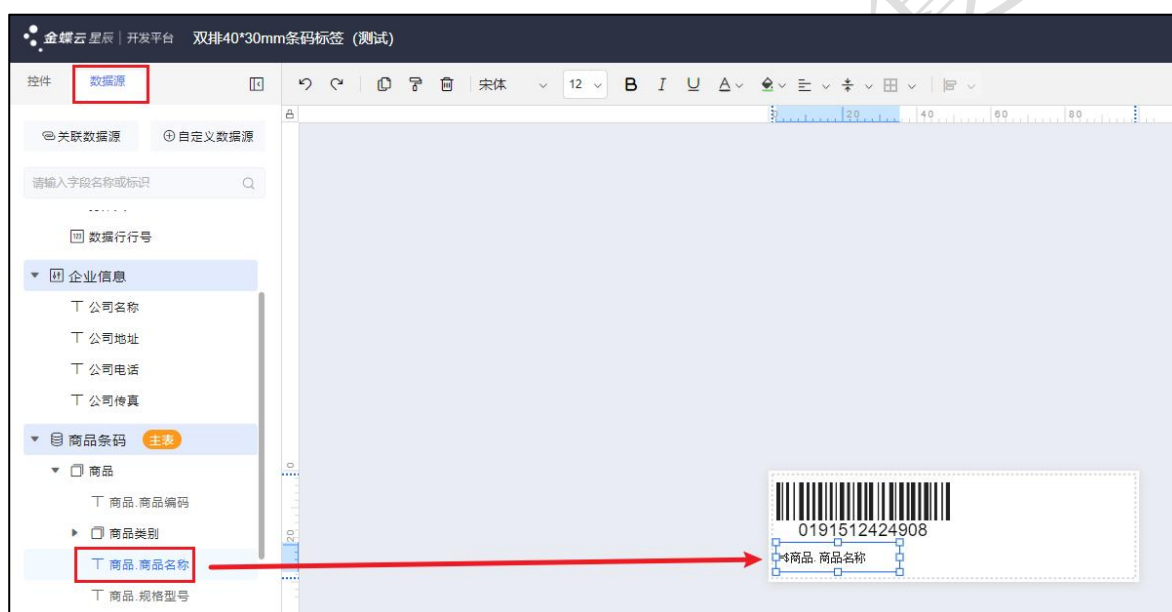 金蝶云星辰|开发平台 双排40*30mm条码标签 (测试)
控件 数据源
宋体 12 B I U A
关联数据源 自定义数据源
0 20 40 60 80
请输入字段名称或标识
数据行行号
企业信息
公司名称
公司地址
公司电话
公司传真
商品条码 主表
商品
商品.商品编码
商品类别
商品.商品名称
商品.规格型号
0
20
0191512424908
=$商品. 商品名称